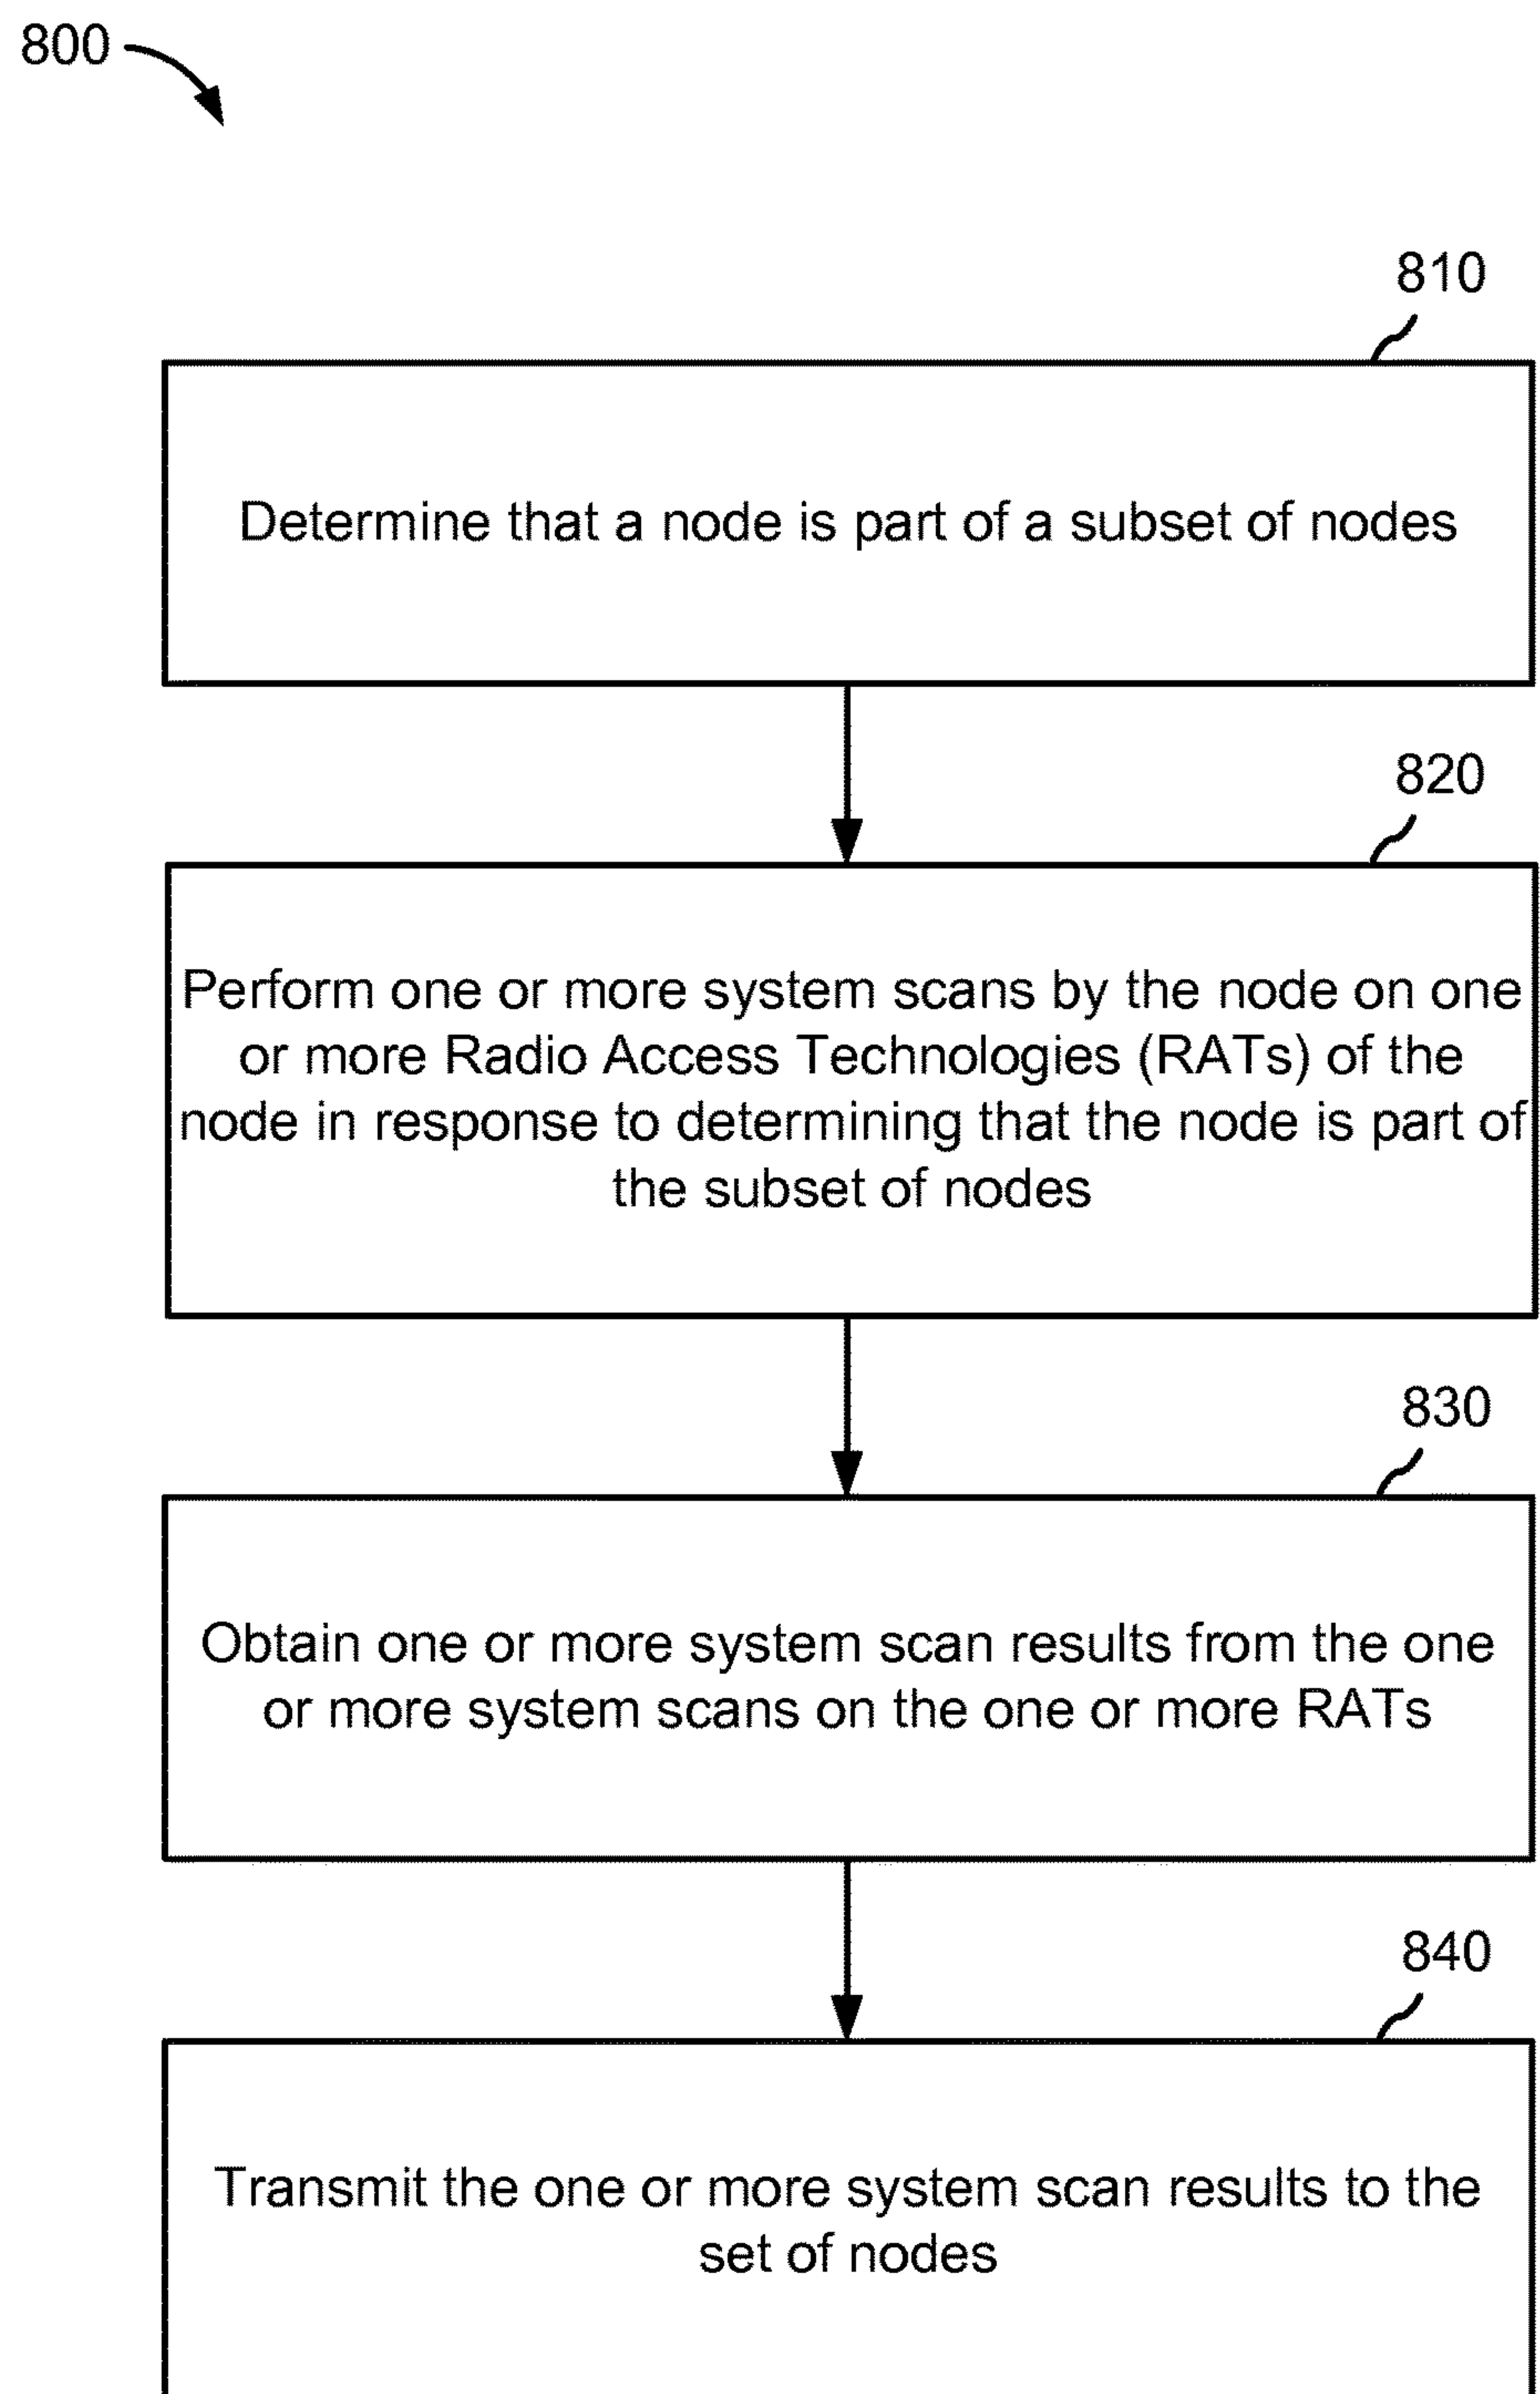 800
810
Determine that a node is part of a subset of nodes
820
Perform one or more system scans by the node on one
or more Radio Access Technologies (RATs) of the
node in response to determining that the node is part of
the subset of nodes
830
Obtain one or more system scan results from the one
or more system scans on the one or more RATs
840
Transmit the one or more system scan results to the
set of nodes